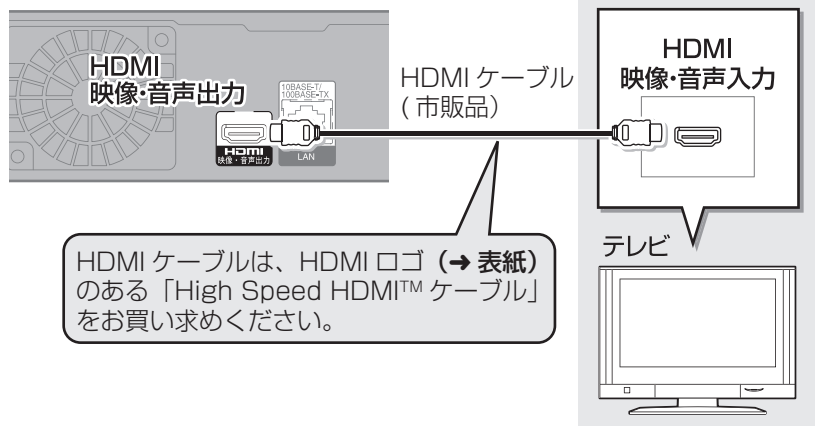 HDMI
映像・音声出力
10BASE-T/
100BASE-TX
HDMI
映像・音声出力
LAN
HDMI ケーブル
( 市販品）
HDMI
映像・音声入力
テレビ
HDMI ケーブルは、HDMI ロゴ（➜ 表紙）
のある「High Speed HDMI™ ケーブル」
をお買い求めください。